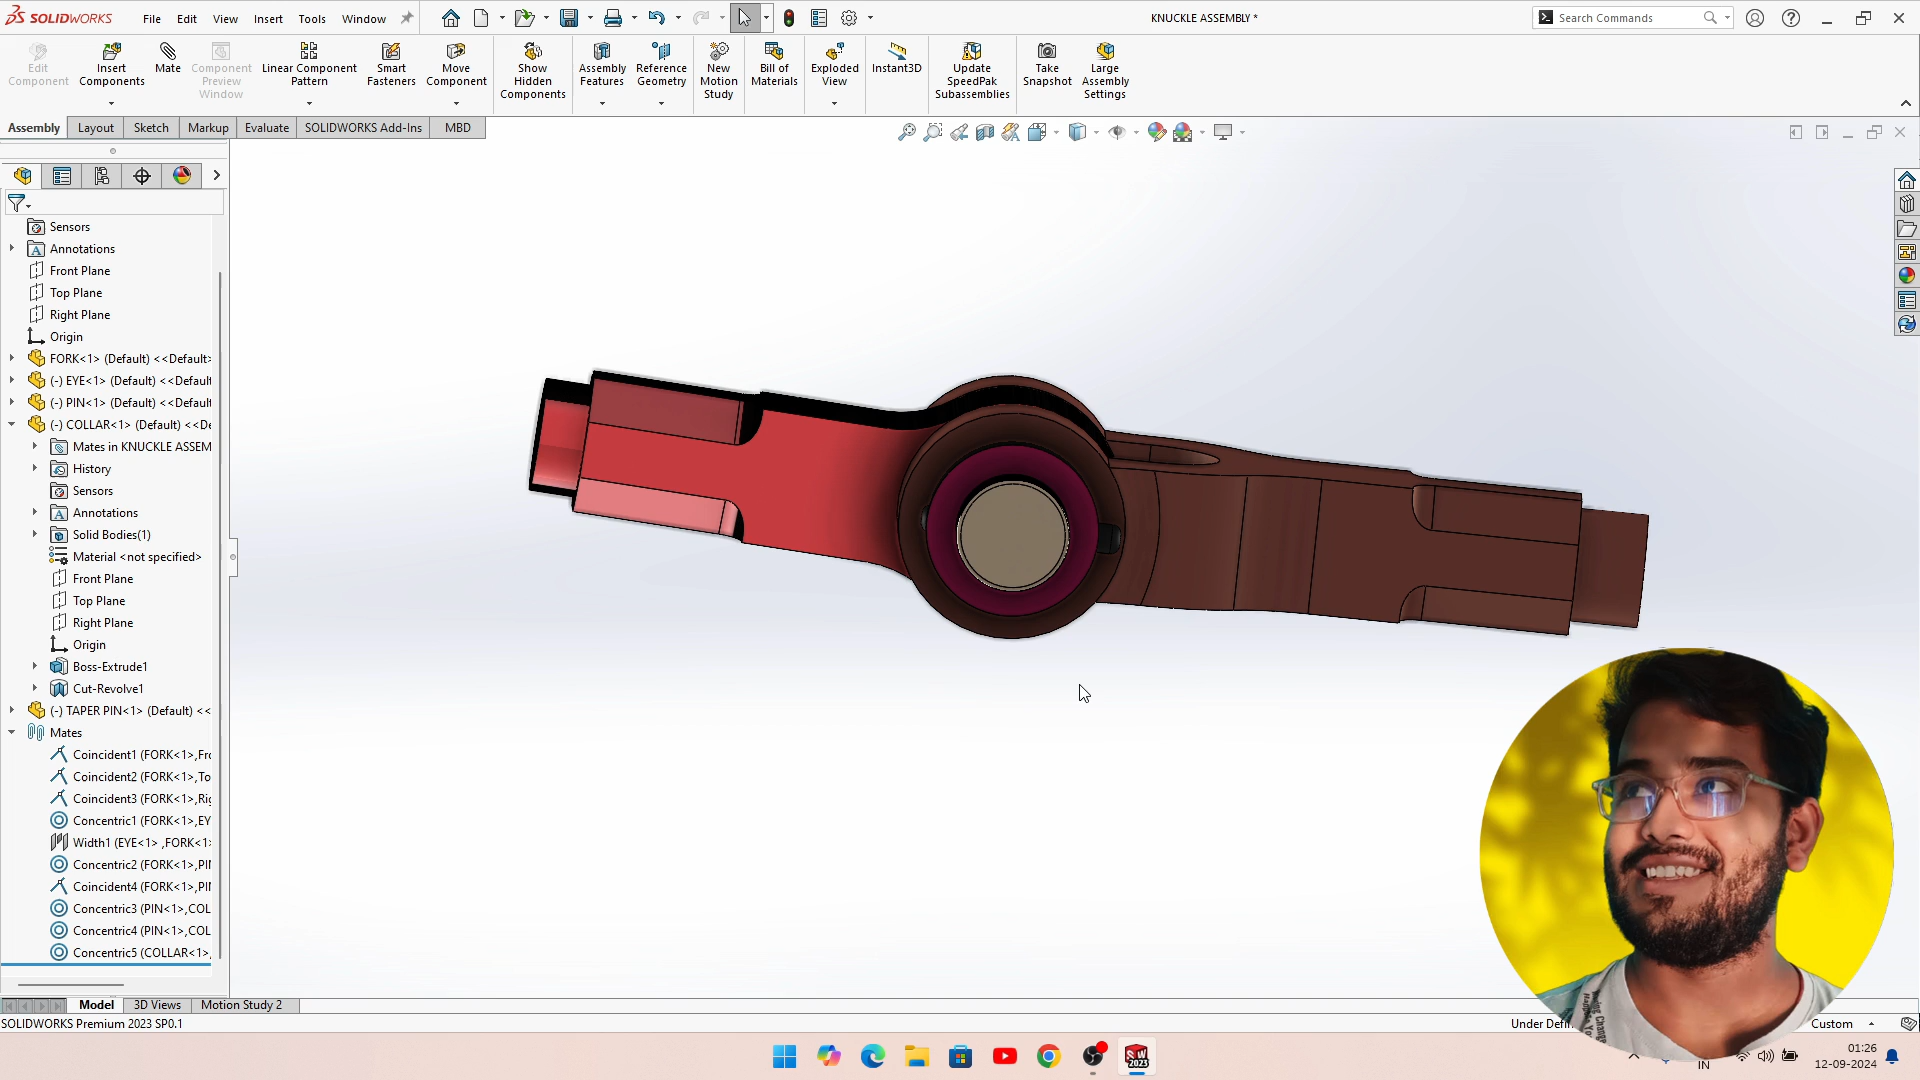 SOLIDWORKS
File Edit View Insert Tools Window
KNUCKLE ASSEMBLY *
Search Commands
Edit Component
Insert Components
Mate
Component Preview Window
Linear Component Pattern
Smart Fasteners
Move Component
Show Hidden Components
Assembly Features
Reference Geometry
New Motion Study
Bill of Materials
Exploded View
Instant3D
Update SpeedPak Subassemblies
Take Snapshot
Large Assembly Settings
Assembly Layout Sketch Markup Evaluate SOLIDWORKS Add-Ins MBD
Sensors
Annotations
Front Plane
Top Plane
Right Plane
Origin
FORK<1> (Default) <<Default>
(-) EYE<1> (Default) <<Default
(-) PIN<1> (Default) <<Default
(-) COLLAR<1> (Default) <<De
Mates in KNUCKLE ASSEM
History
Sensors
Annotations
Solid Bodies(1)
Material <not specified>
Front Plane
Top Plane
Right Plane
Origin
Boss-Extrude1
Cut-Revolve1
(-) TAPER PIN<1> (Default) <<
Mates
Coincident1 (FORK<1>,Fro
Coincident2 (FORK<1>,To
Coincident3 (FORK<1>,Rig
Concentric1 (FORK<1>,EY
Width1 (EYE<1> ,FORK<1>
Concentric2 (FORK<1>,PIN
Coincident4 (FORK<1>,PIN
Concentric3 (PIN<1>,COL
Concentric4 (PIN<1>,COL
Concentric5 (COLLAR<1>,
Model 3D Views Motion Study 2
SOLIDWORKS Premium 2023 SP0.1
Under Defi
Custom
IN
01:26
12-09-2024